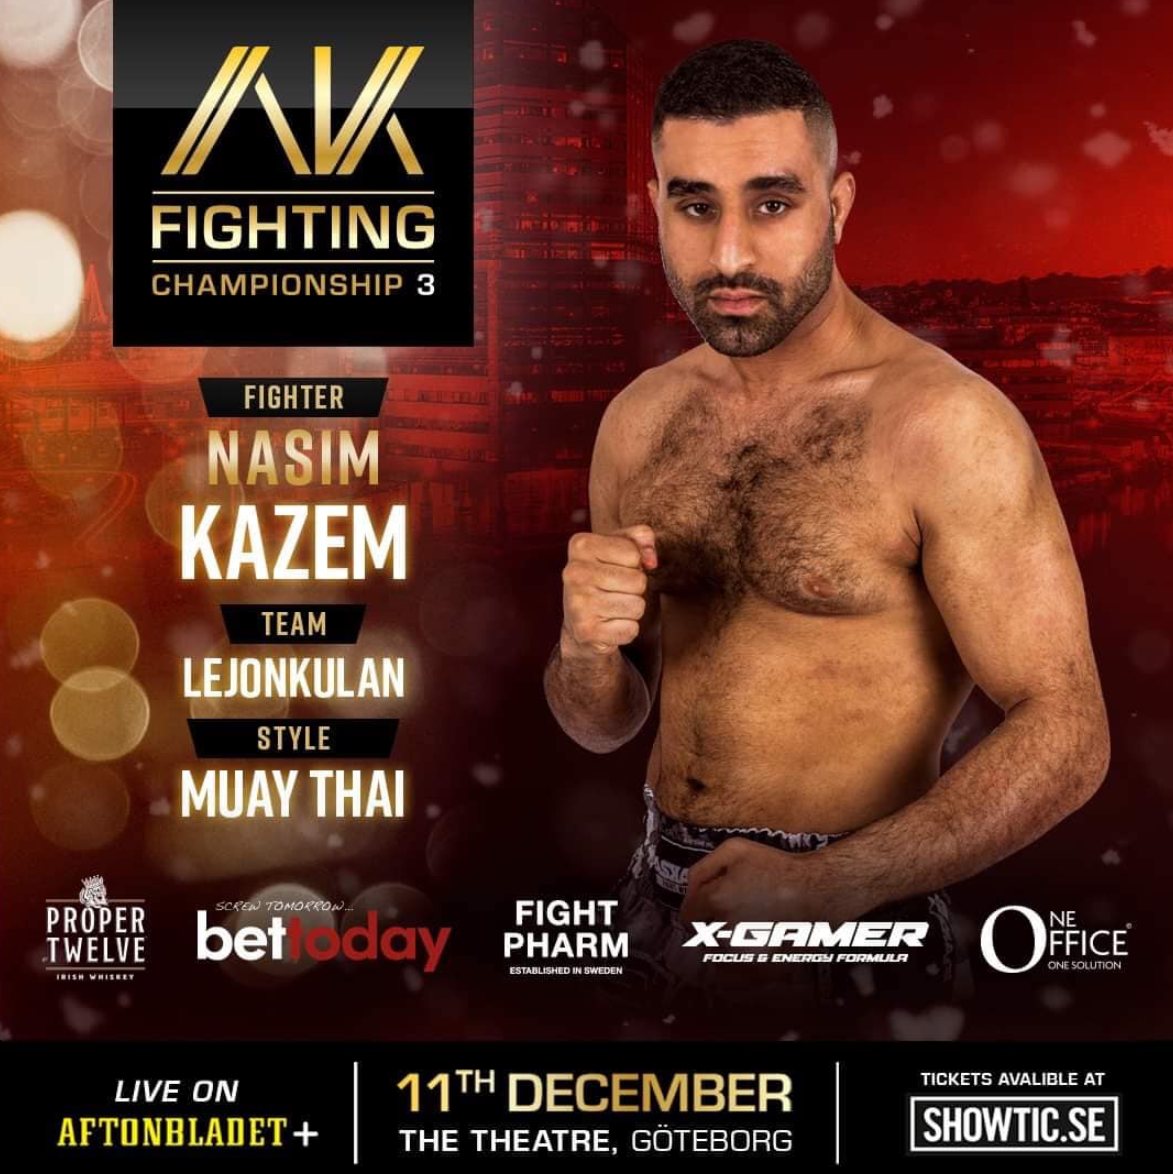 AK
FIGHTING
CHAMPIONSHIP 3
FIGHTER
NASIM
KAZEM
TEAM
LEJONKULAN
STYLE
MUAY THAI
PROPER
TWELVE
IRISH WHISKEY
SCREW TOMORROW...
bettoday
FIGHT
PHARM
ESTABLISHED IN SWEDEN
X-GAMER
FOCUS & ENERGY FORMULA
ONE
OFFICE®
ONE SOLUTION
LIVE ON
AFTONBLADET+
11TH DECEMBER
THE THEATRE, GÖTEBORG
TICKETS AVALIBLE AT
SHOWTIC.SE